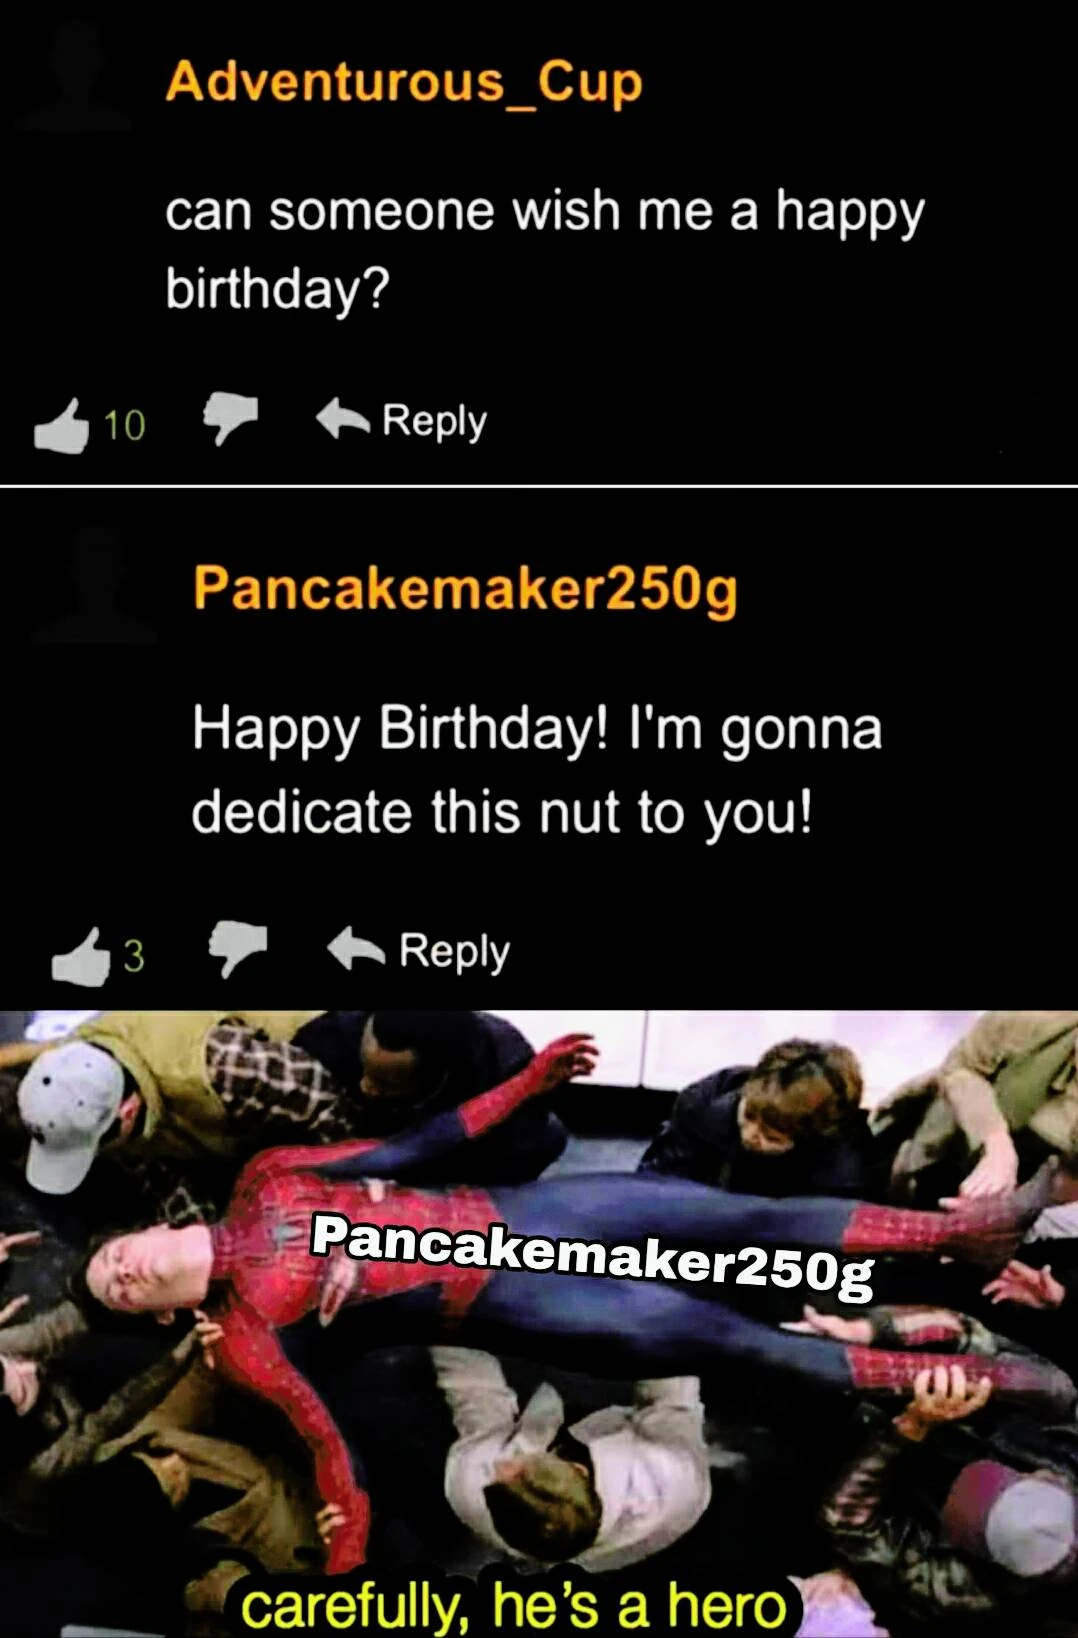 Adventurous_Cup
can someone wish me a happy
birthday?
10 Reply
Pancakemaker250g
Happy Birthday! I'm gonna
dedicate this nut to you!
3 Reply
Pancakemaker250g
carefully, he's a hero